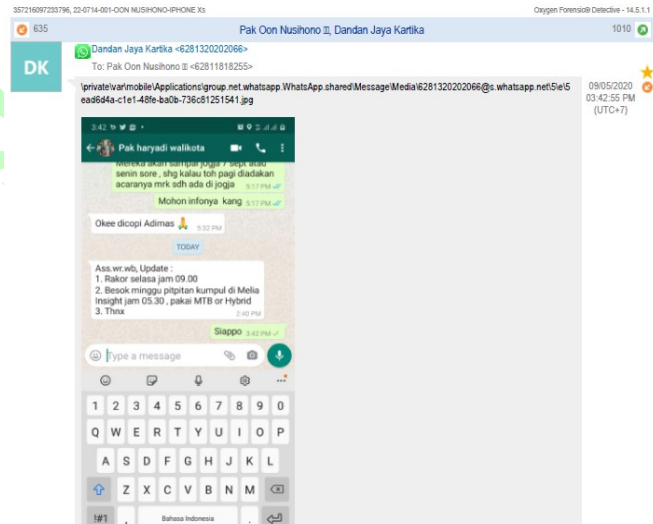 357216097233796, 22-0714-001-OON NUSIHONO-IPHONE Xs
Oxygen Forensic® Detective - 14.5.1.1
635
Pak Oon Nusihono, Dandan Jaya Kartika
1010
DK
Dandan Jaya Kartika <6281320202066>
To: Pak Oon Nusihono <62811818255>
\private\var\mobile\Applications\group.net.whatsapp.WhatsApp.shared\Message\Media\6281320202066@s.whatsapp.net\5\e\5
ead6d4a-c1e1-48fe-ba0b-736c81251541.jpg
09/05/2020
03:42:55 PM
(UTC+7)
3:42
Pak haryadi walikota
Mereka akan sampai jogja 7 sept atau
senin sore , shg kalau toh pagi diadakan
acaranya mrk sdh ada di jogja 5:17 PM
Mohon infonya kang 5:17 PM
Okee dicopi Adimas 🙏 5:32 PM
TODAY
Ass.wr.wb, Update :
1. Rakor selasa jam 09.00
2. Besok minggu pitpitan kumpul di Melia
Insight jam 05.30 , pakai MTB or Hybrid
3. Thnx
2:40 PM
Siappo 3:42 PM
Type a message
1 2 3 4 5 6 7 8 9 0
Q W E R T Y U I O P
A S D F G H J K L
Z X C V B N M
!#1 , Bahasa Indonesia .